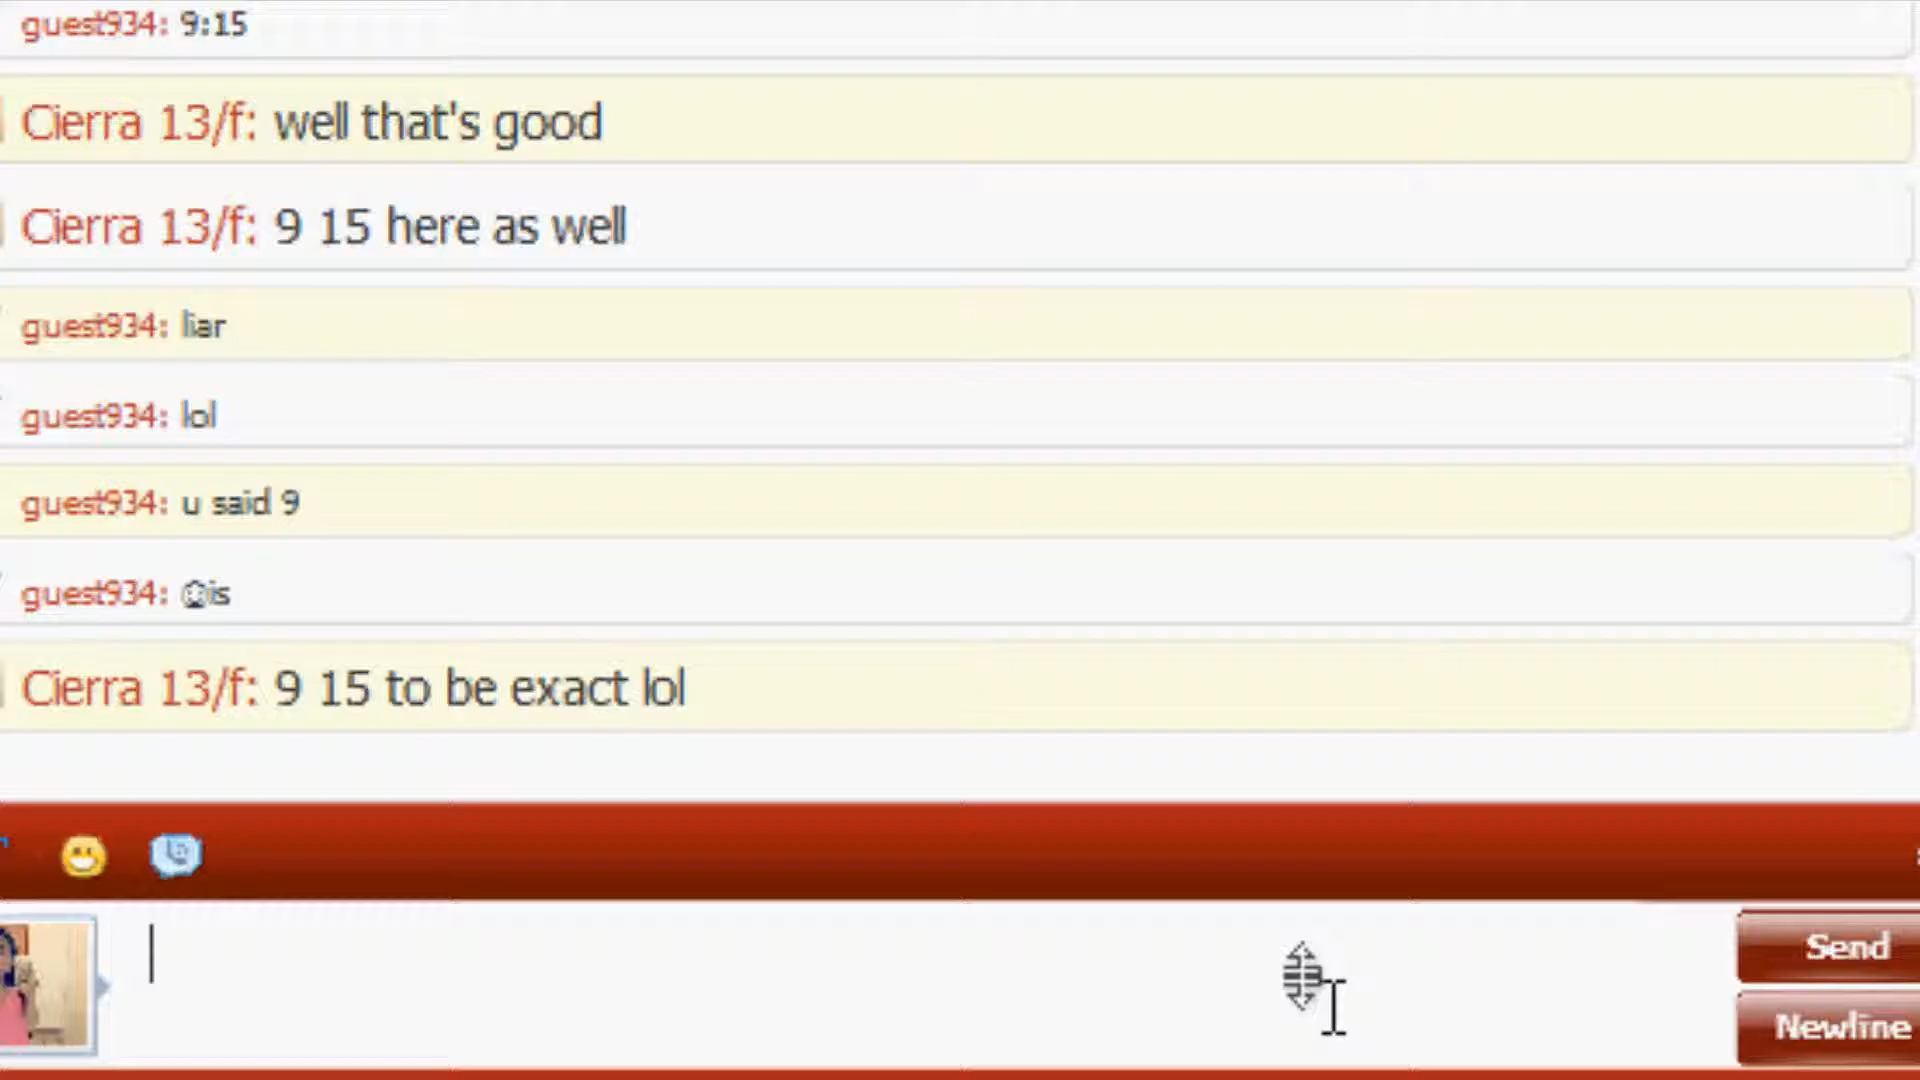 guest934: 9:15
Cierra 13/f: well that's good
Cierra 13/f: 9 15 here as well
guest934: liar
guest934: lol
guest934: u said 9
guest934: is
Cierra 13/f: 9 15 to be exact lol
Send
Newline